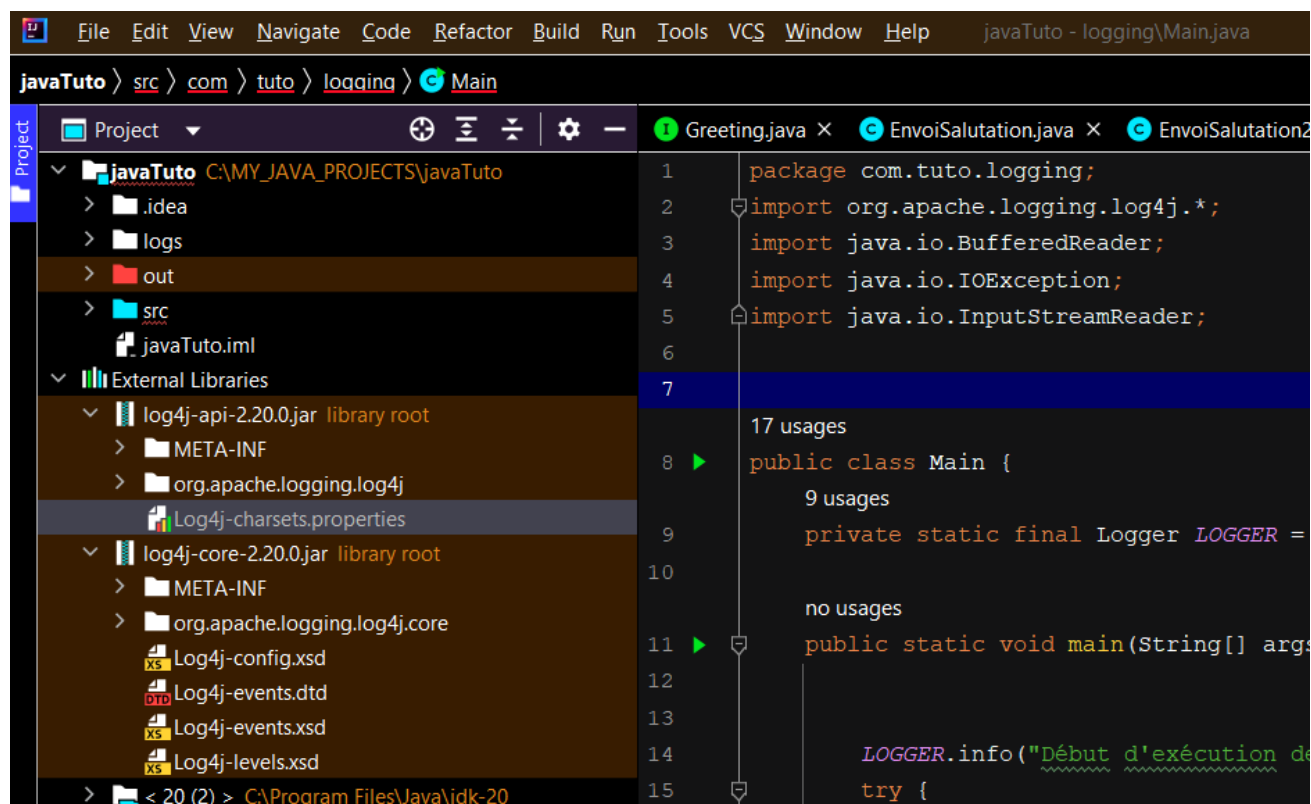 File Edit View Navigate Code Refactor Build Run Tools VCS Window Help javaTuto - logging\Main.java
javaTuto 〉 src 〉 com 〉 tuto 〉 logging 〉 Main
Project
Project
javaTuto C:\MY_JAVA_PROJECTS\javaTuto
.idea
logs
out
src
javaTuto.iml
External Libraries
log4j-api-2.20.0.jar library root
META-INF
org.apache.logging.log4j
Log4j-charsets.properties
log4j-core-2.20.0.jar library root
META-INF
org.apache.logging.log4j.core
Log4j-config.xsd
Log4j-events.dtd
Log4j-events.xsd
Log4j-levels.xsd
< 20 (2) > C:\Program Files\Java\jdk-20
Greeting.java × EnvoiSalutation.java × EnvoiSalutation2
1 package com.tuto.logging;
2 import org.apache.logging.log4j.*;
3 import java.io.BufferedReader;
4 import java.io.IOException;
5 import java.io.InputStreamReader;
6
7
17 usages
8 public class Main {
9 usages
9 private static final Logger LOGGER =
10
no usages
11 public static void main(String[] args
12
13
14 LOGGER.info("Début d'exécution de
15 try {